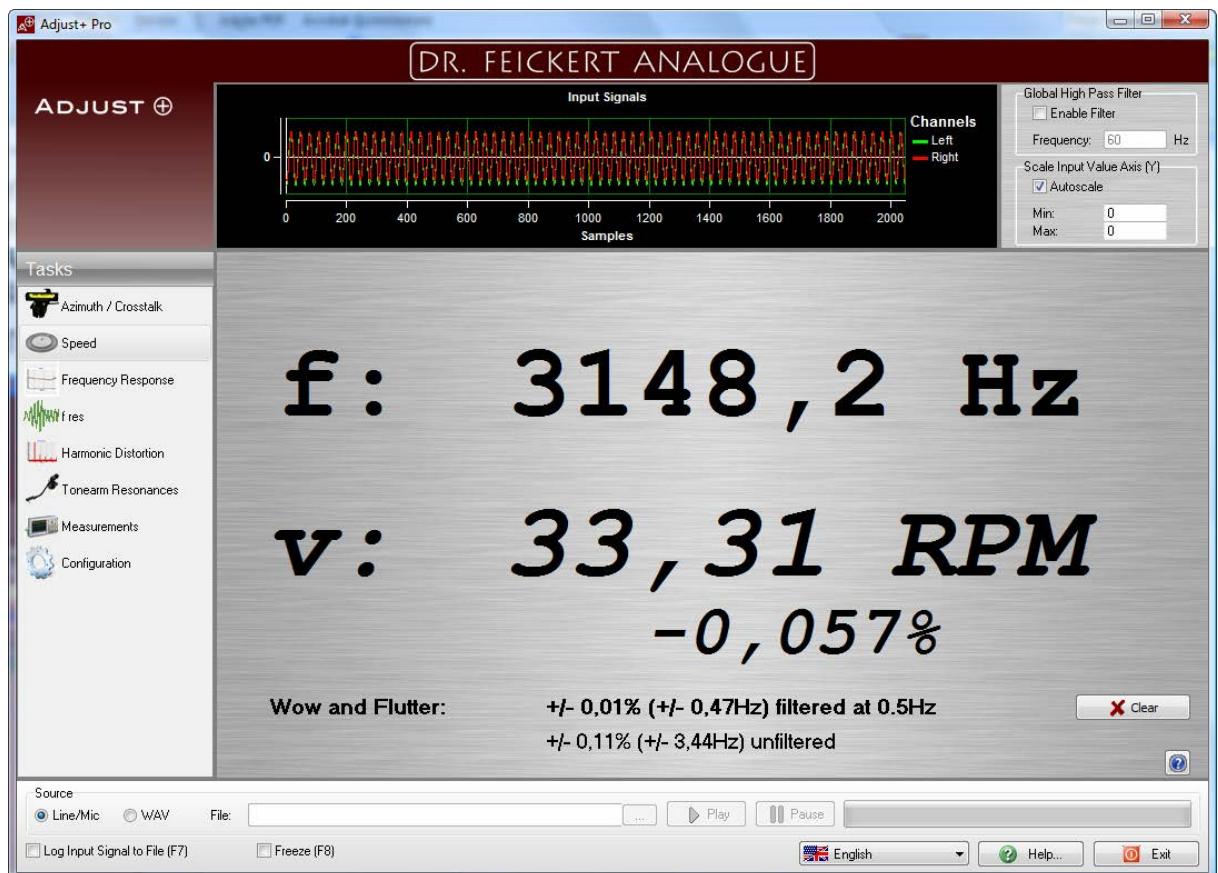 Adjust+ Pro
DR. FEICKERT ANALOGUE
ADJUST
Input Signals
0
0 200 400 600 800 1000 1200 1400 1600 1800 2000
Samples
Channels
Left
Right
Global High Pass Filter
Enable Filter
Frequency: 60 Hz
Scale Input Value Axis (Y)
Autoscale
Min: 0
Max: 0
Tasks
Azimuth / Crosstalk
Speed
Frequency Response
f res
Harmonic Distortion
Tonearm Resonances
Measurements
Configuration
f: 3148,2 Hz
v: 33,31 RPM
-0,057%
Wow and Flutter: +/- 0,01% (+/- 0,47Hz) filtered at 0.5Hz
+/- 0,11% (+/- 3,44Hz) unfiltered
Clear
Source
Line/Mic WAV File: ... Play Pause
Log Input Signal to File (F7) Freeze (F8) English Help... Exit